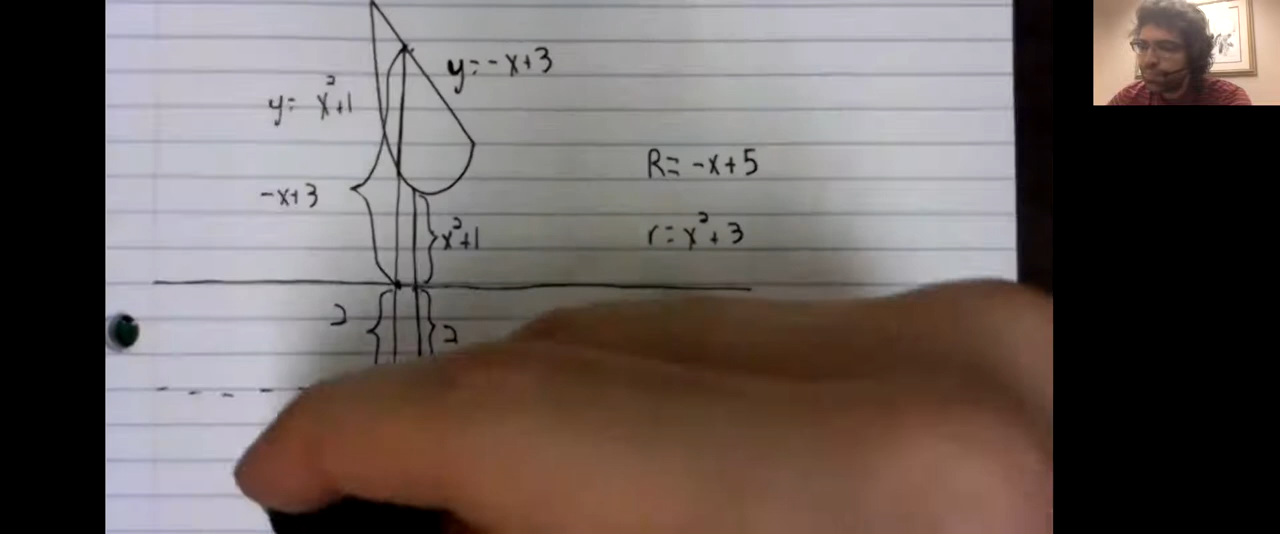 y = -x+3
y = x²+1
R = -x+5
-x+3
r = x²+3
x²+1
2
2